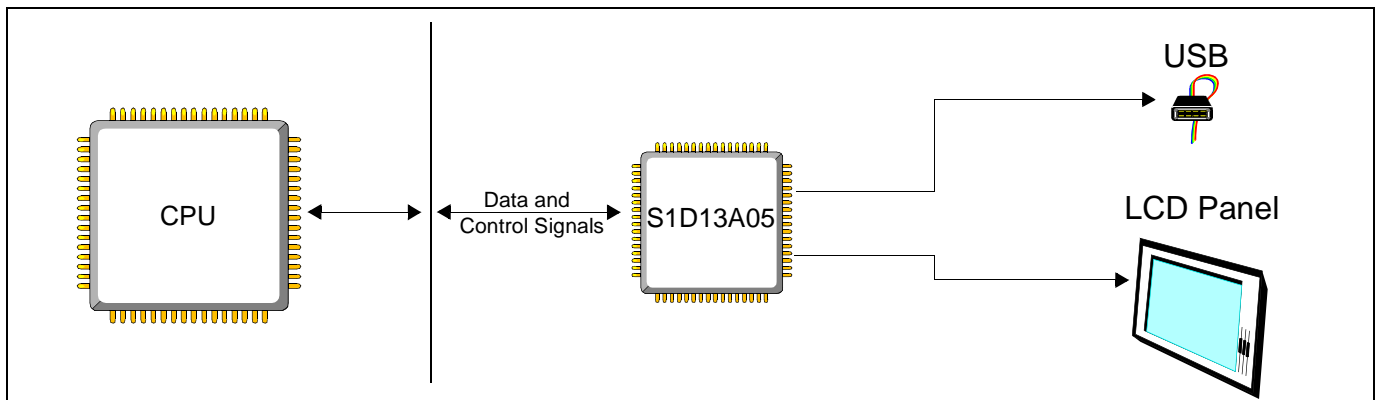 USB
CPU
Data and
Control Signals
S1D13A05
LCD Panel